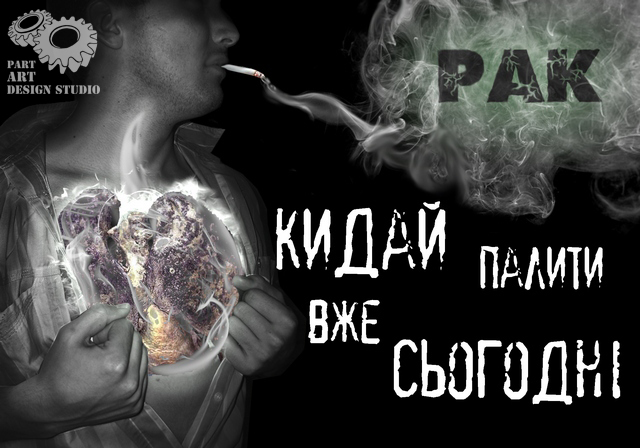 PART
ART
DESIGN STUDIO
РАК
КИДАЙ ПАЛИТИ
ВЖЕ
СЬОГОДНІ